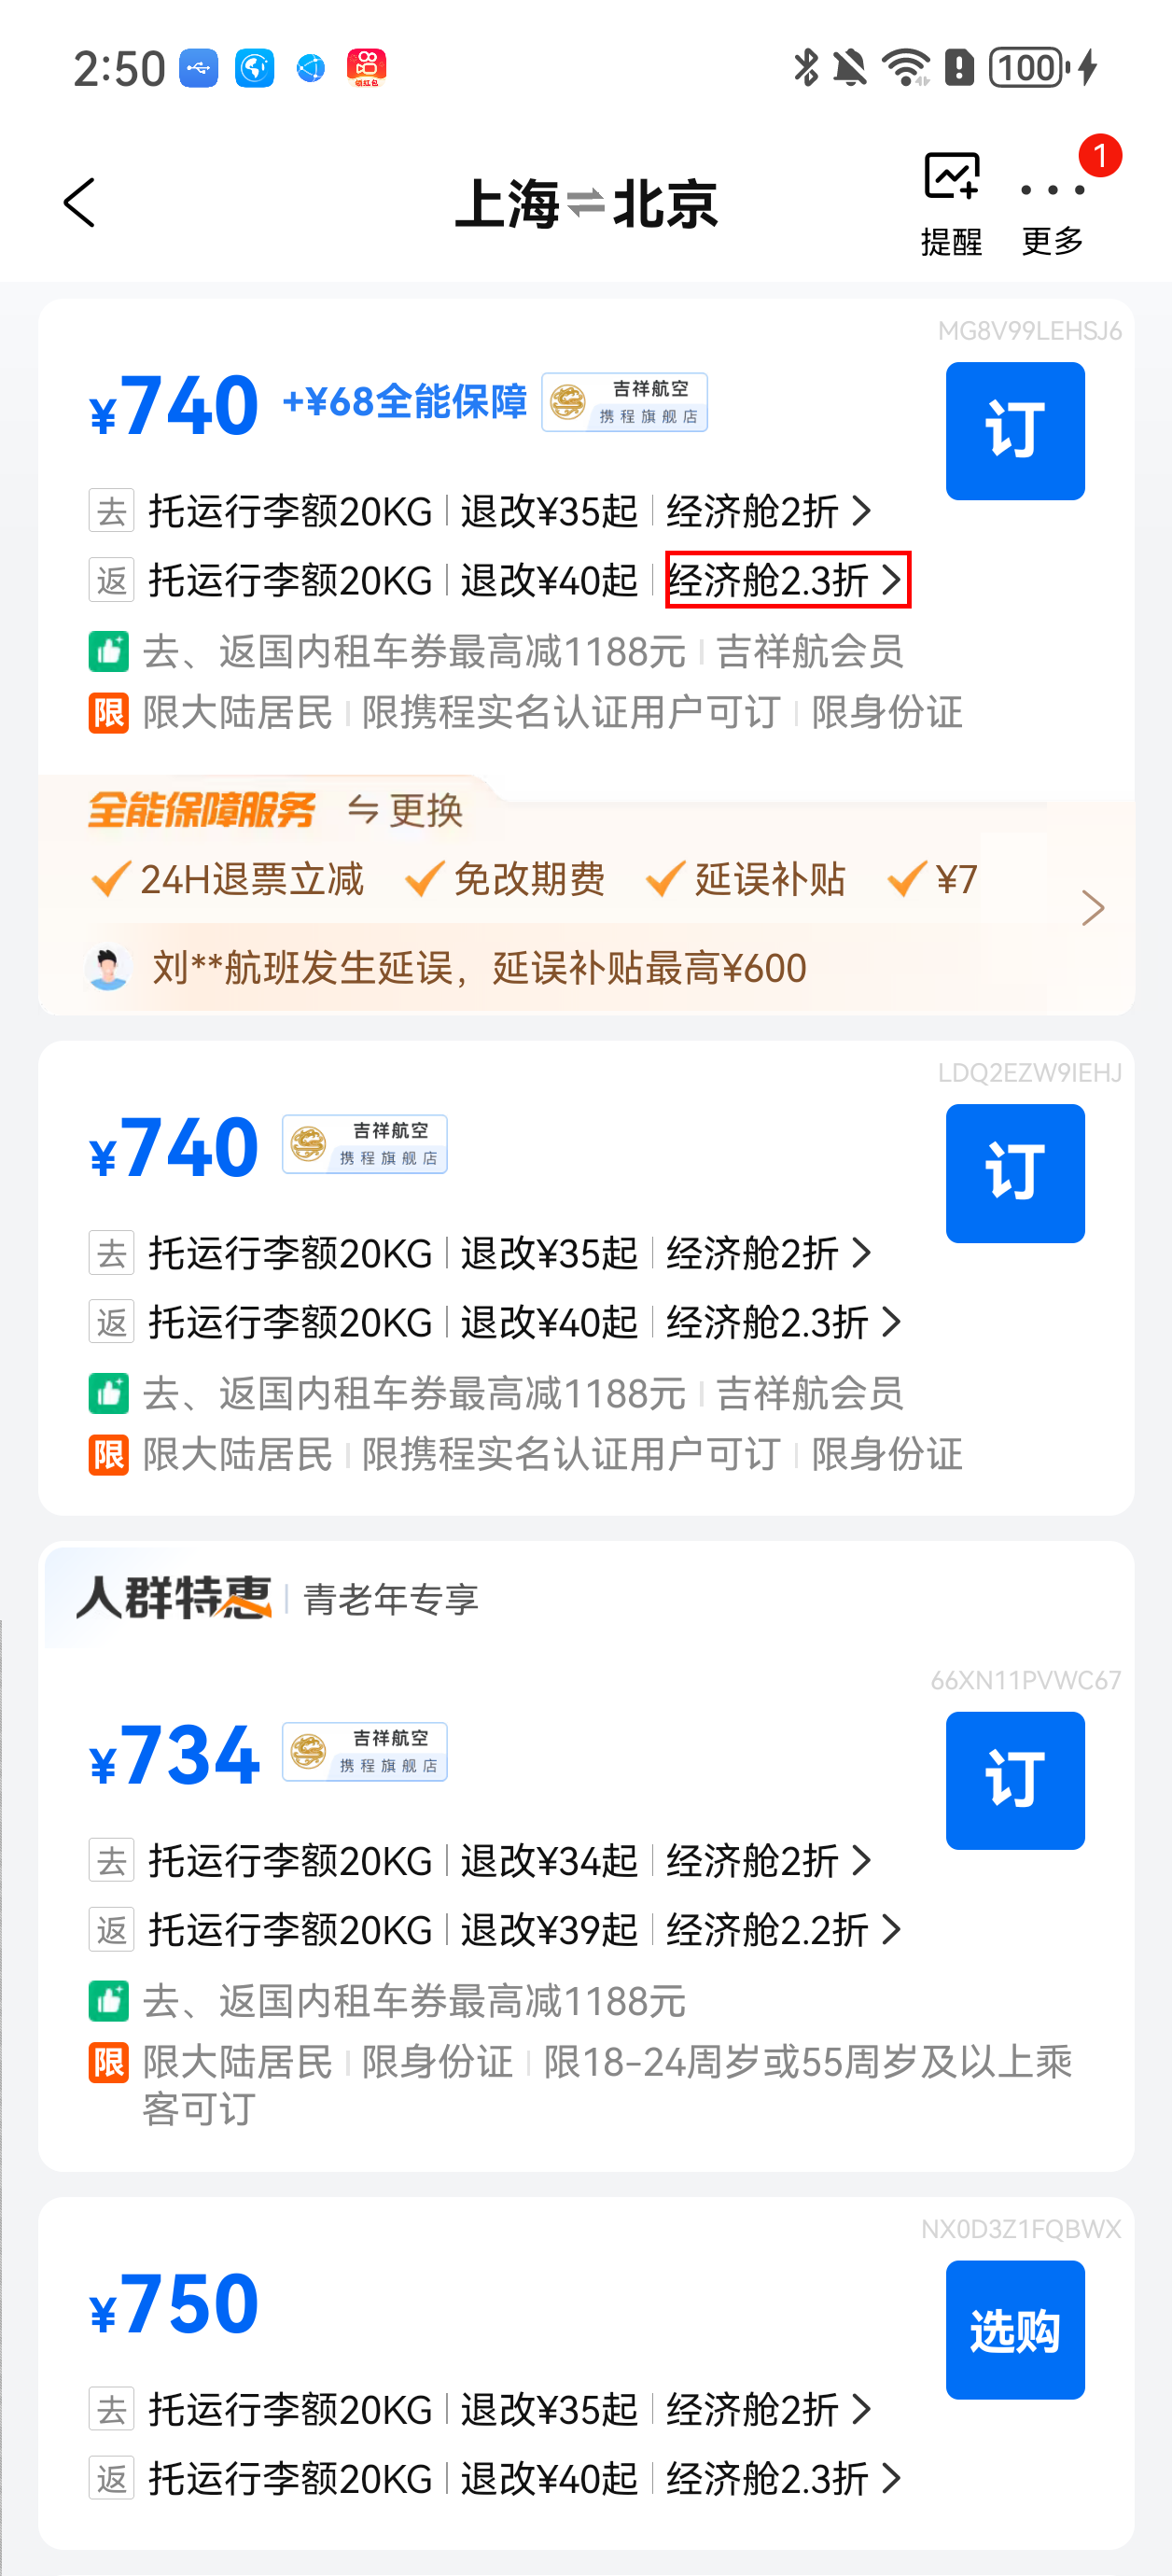 2:50
领红包
100
上海⇌北京
提醒
更多
1
MG8V99LEHSJ6
¥740 +¥68全能保障 吉祥航空 携程旗舰店
订
去 托运行李额20KG | 退改¥35起 | 经济舱2折 >
返 托运行李额20KG | 退改¥40起 | 经济舱2.3折 >
去、返国内租车券最高减1188元 | 吉祥航会员
限 限大陆居民 | 限携程实名认证用户可订 | 限身份证
全能保障服务 ⇋更换
24H退票立减 免改期费 延误补贴 ¥7
刘**航班发生延误，延误补贴最高¥600
LDQ2EZW9IEHJ
¥740 吉祥航空 携程旗舰店
订
去 托运行李额20KG | 退改¥35起 | 经济舱2折 >
返 托运行李额20KG | 退改¥40起 | 经济舱2.3折 >
去、返国内租车券最高减1188元 | 吉祥航会员
限 限大陆居民 | 限携程实名认证用户可订 | 限身份证
人群特惠 | 青老年专享
66XN11PVWC67
¥734 吉祥航空 携程旗舰店
订
去 托运行李额20KG | 退改¥34起 | 经济舱2折 >
返 托运行李额20KG | 退改¥39起 | 经济舱2.2折 >
去、返国内租车券最高减1188元
限 限大陆居民 | 限身份证 | 限18-24周岁或55周岁及以上乘
客可订
NX0D3Z1FQBWX
¥750
选购
去 托运行李额20KG | 退改¥35起 | 经济舱2折 >
返 托运行李额20KG | 退改¥40起 | 经济舱2.3折 >